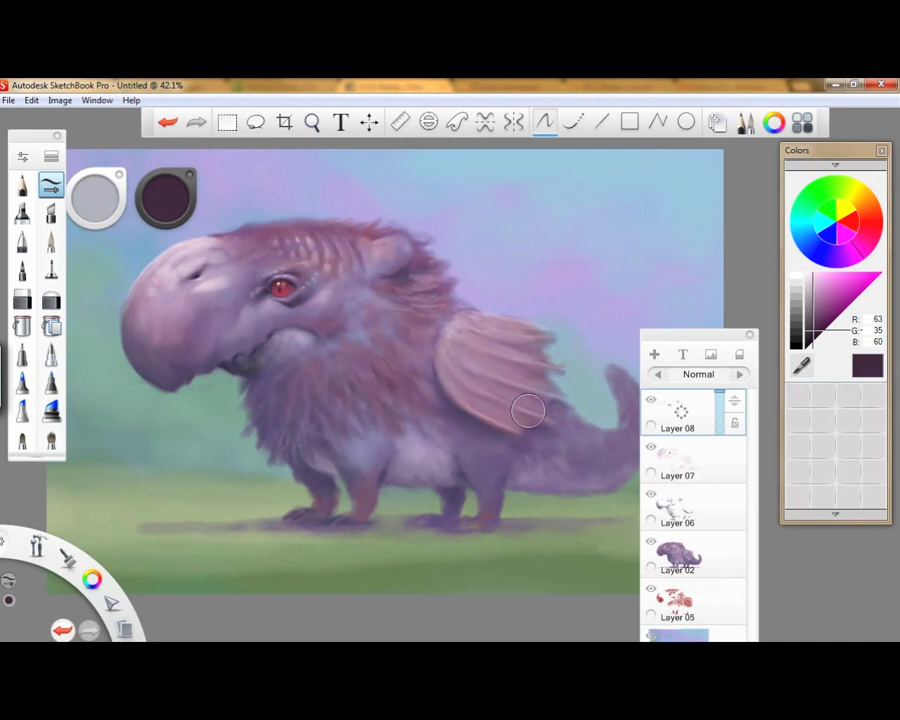 Autodesk SketchBook Pro - Untitled @ 42.1%
File Edit Image Window Help
T
Colors
R: 63
G: 35
B: 60
T
Normal
Layer 08
Layer 07
Layer 06
Layer 02
Layer 05